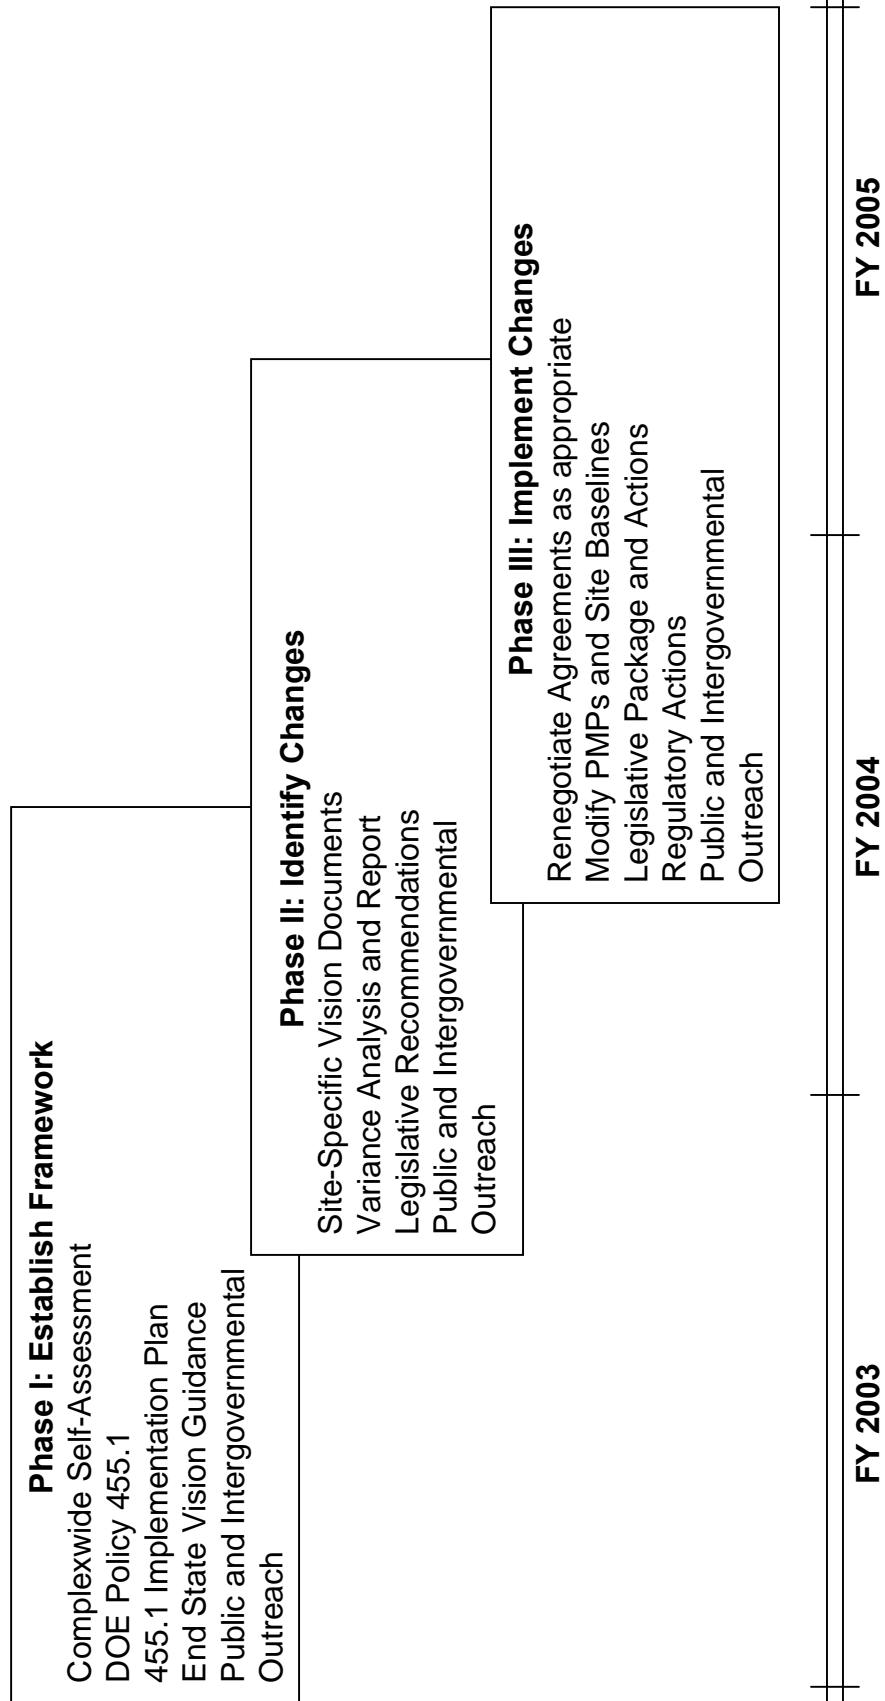 Phase I: Establish Framework
Complexwide Self-Assessment
DOE Policy 455.1
455.1 Implementation Plan
End State Vision Guidance
Public and Intergovernmental
Outreach
Phase II: Identify Changes
Site-Specific Vision Documents
Variance Analysis and Report
Legislative Recommendations
Public and Intergovernmental
Outreach
Phase III: Implement Changes
Renegotiate Agreements as appropriate
Modify PMPs and Site Baselines
Legislative Package and Actions
Regulatory Actions
Public and Intergovernmental
Outreach
FY 2003
FY 2004
FY 2005